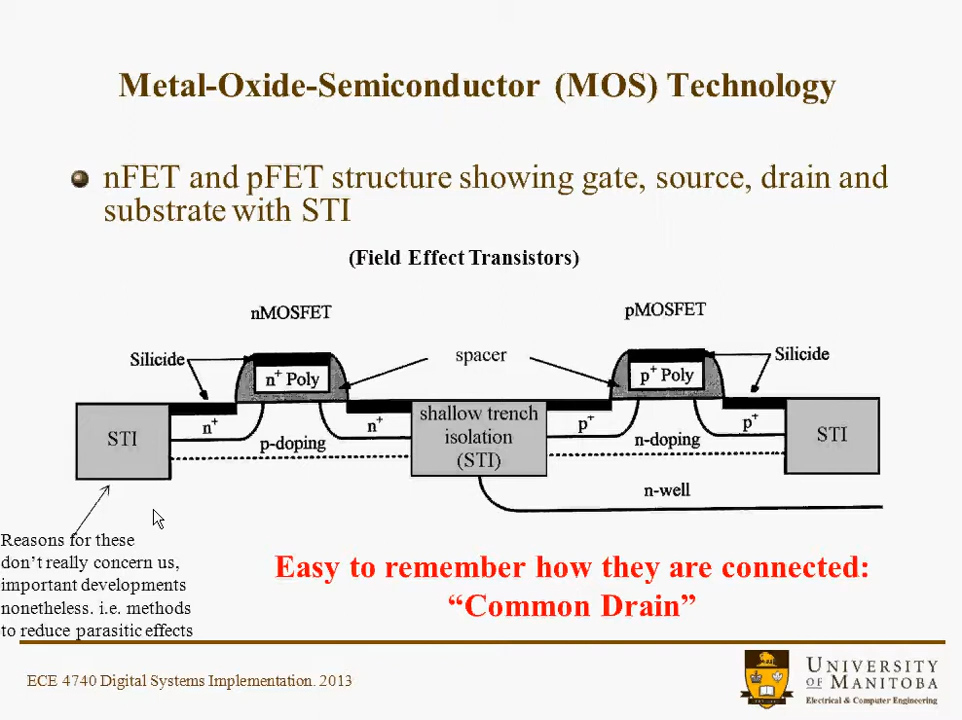 Metal-Oxide-Semiconductor (MOS) Technology
nFET and pFET structure showing gate, source, drain and
substrate with STI
(Field Effect Transistors)
nMOSFET
pMOSFET
Silicide
spacer
Silicide
n+ Poly
p+ Poly
STI
n+
p-doping
n+
shallow trench
isolation
(STI)
p+
n-doping
p+
STI
n-well
Reasons for these
don't really concern us,
important developments
nonetheless. i.e. methods
to reduce parasitic effects
Easy to remember how they are connected:
“Common Drain”
ECE 4740 Digital Systems Implementation. 2013
UNIVERSITY
OF MANITOBA
Electrical & Computer Engineering